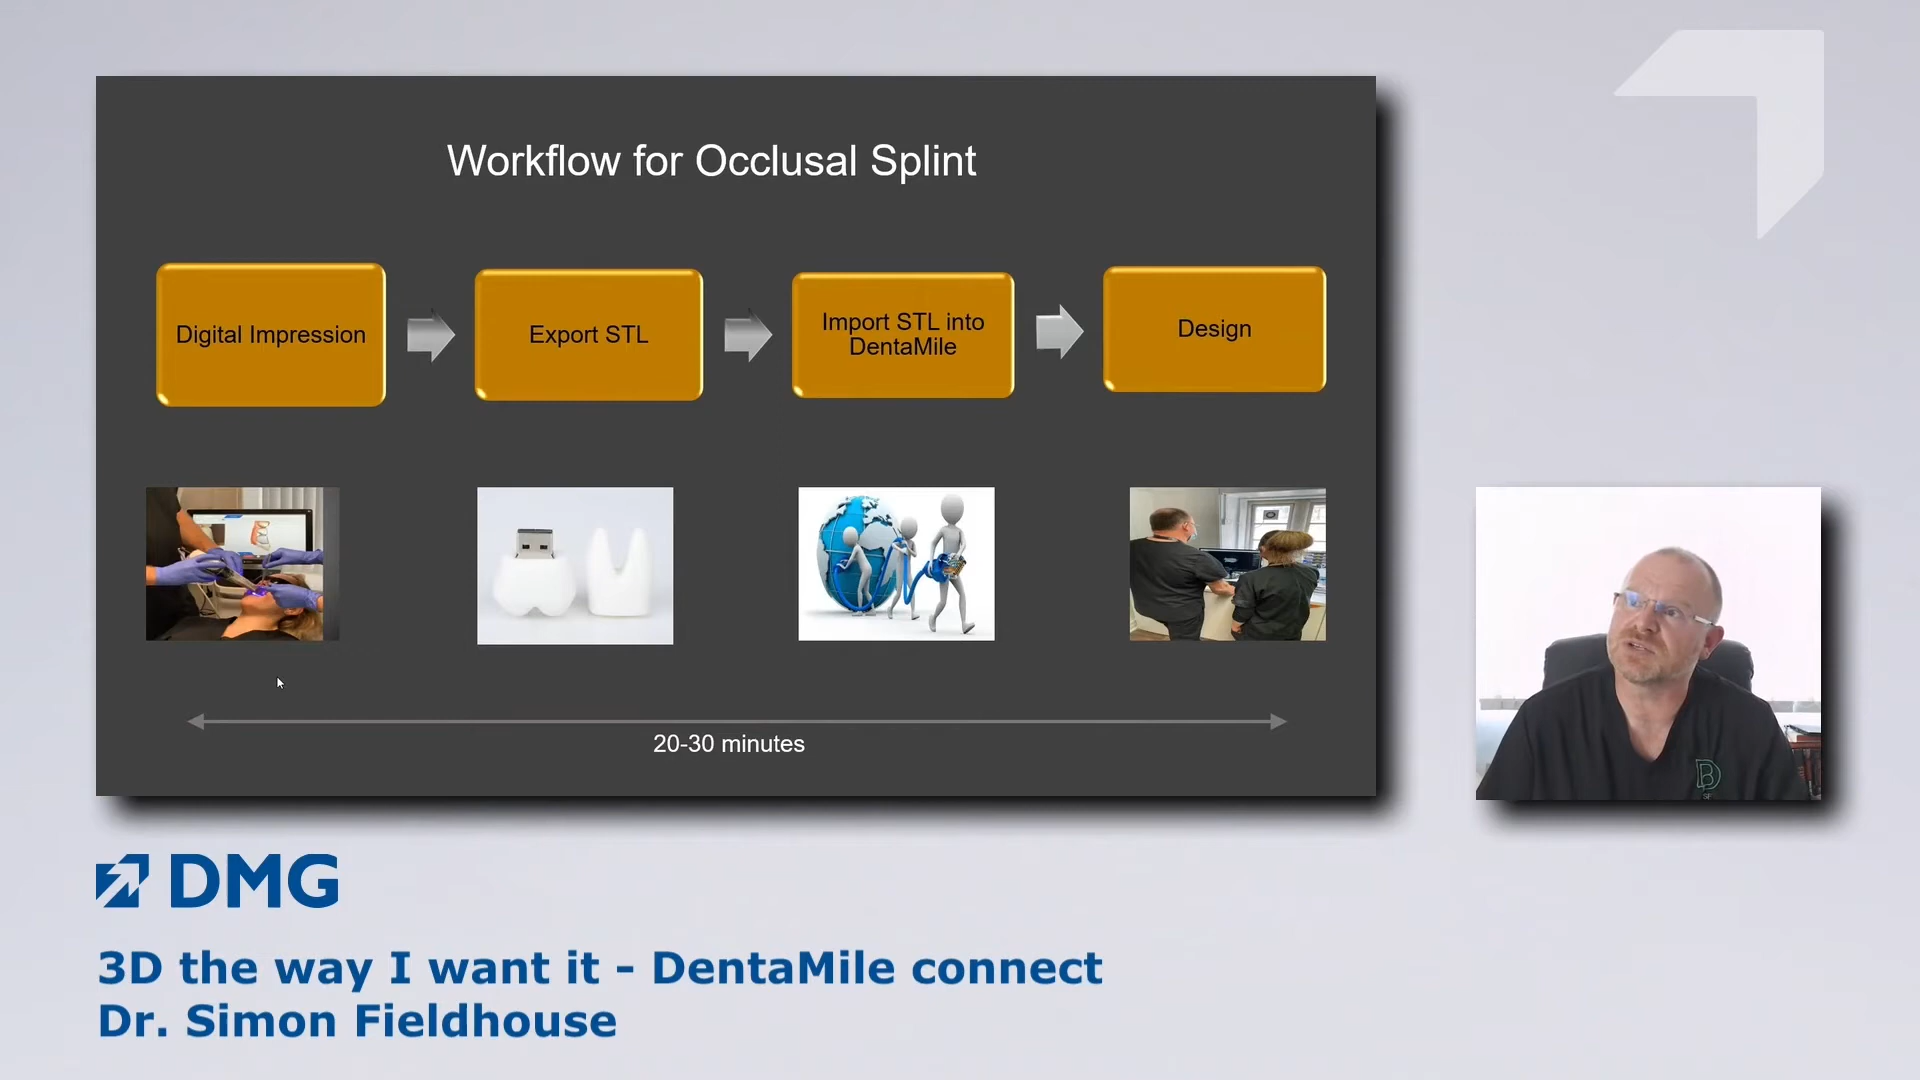 Workflow for Occlusal Splint
Digital Impression
Export STL
Import STL into
DentaMile
Design
20-30 minutes
DMG
3D the way I want it - DentaMile connect
Dr. Simon Fieldhouse